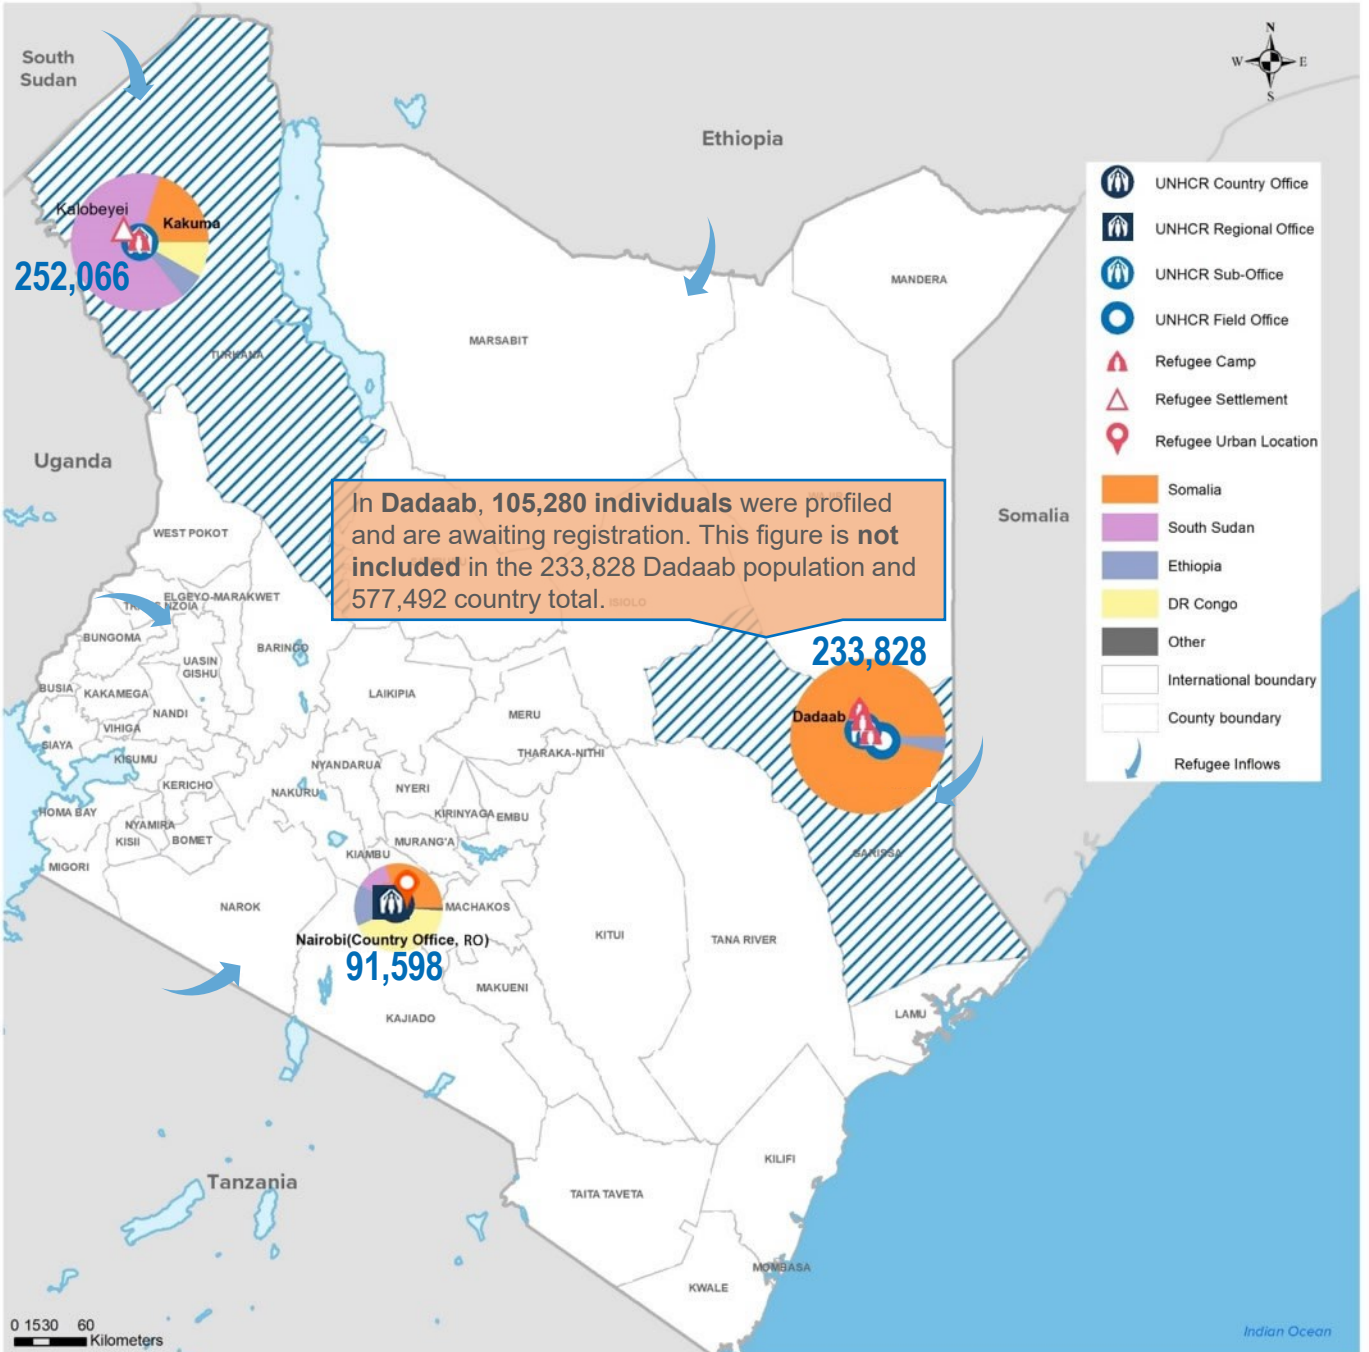 South
Sudan
Ethiopia
N
W E
S
UNHCR Country Office
UNHCR Regional Office
UNHCR Sub-Office
UNHCR Field Office
Refugee Camp
Refugee Settlement
Refugee Urban Location
Somalia
South Sudan
Ethiopia
DR Congo
Other
International boundary
County boundary
Refugee Inflows
Kalobeyei
Kakuma
252,066
TURKANA
MARSABIT
MANDERA
Uganda
Somalia
In Dadaab, 105,280 individuals were profiled
and are awaiting registration. This figure is not
included in the 233,828 Dadaab population and
577,492 country total.
ISIOLO
WEST POKOT
ELGEYO-MARAKWET
NZOIA
BUNGOMA
BARINGO
UASIN
GISHU
233,828
Dadaab
BUSIA
KAKAMEGA
NANDI
LAIKIPIA
MERU
VIHIGA
SIAYA
KISUMU
NYANDARUA
THARAKA-NITHI
KERICHO
NAKURU
NYERI
HOMA BAY
NYAMIRA
KISII
BOMET
KIRINYAGA
EMBU
MURANG'A
KIAMBU
MIGORI
GARISSA
NAROK
MACHAKOS
Nairobi(Country Office, RO)
91,598
KITUI
TANA RIVER
MAKUENI
KAJIADO
LAMU
KILIFI
Tanzania
TAITA TAVETA
MOMBASA
KWALE
0 1530 60
Kilometers
Indian Ocean